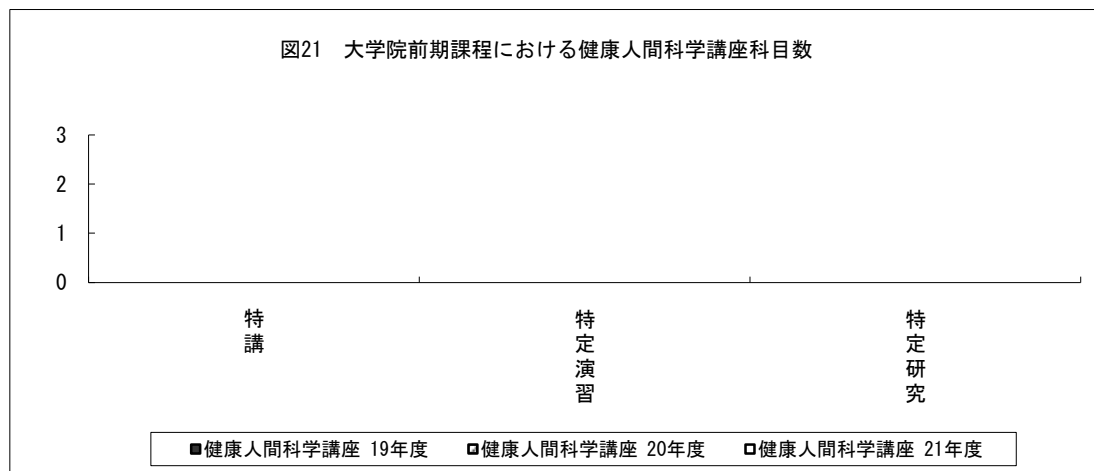 図21　大学院前期課程における健康人間科学講座科目数
3
2
1
0
特講
特定演習
特定研究
健康人間科学講座 19年度 健康人間科学講座 20年度 健康人間科学講座 21年度